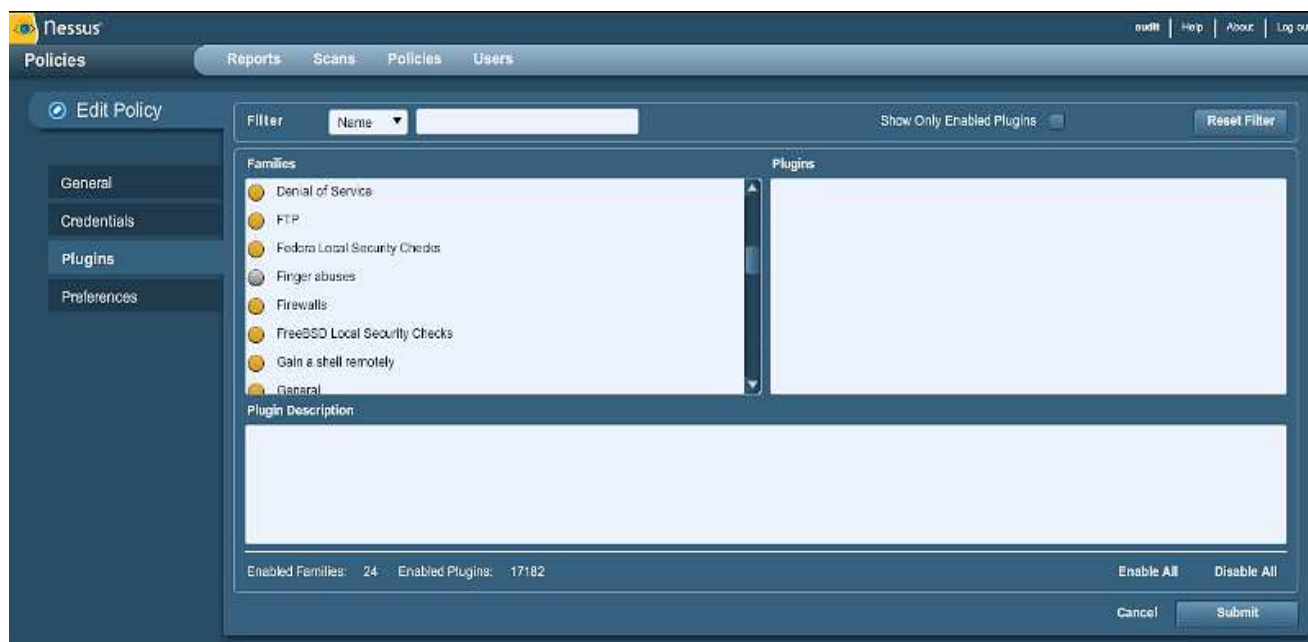 nessus
audit | Help | About | Log ou
Policies
Reports Scans Policies Users
Edit Policy
General
Credentials
Plugins
Preferences
Filter Name Show Only Enabled Plugins Reset Filter
Families
Denial of Service
FTP
Fedora Local Security Checks
Finger abuses
Firewalls
FreeBSD Local Security Checks
Gain a shell remotely
General
Plugins
Plugin Description
Enabled Families: 24 Enabled Plugins: 17182
Enable All Disable All
Cancel Submit